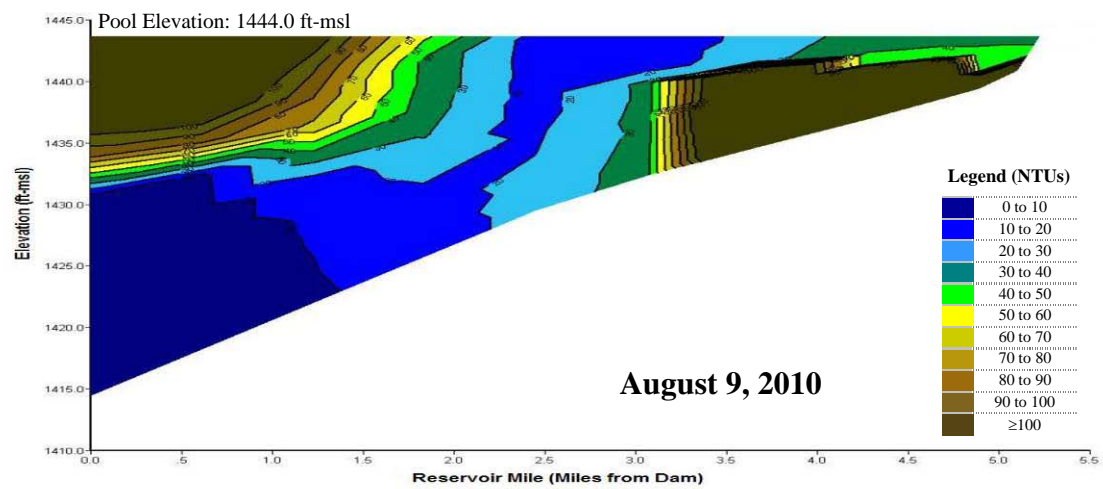 Pool Elevation: 1444.0 ft-msl
1445.0
1440.0
1435.0
1430.0
1425.0
1420.0
1415.0
1410.0
Elevation (ft-msl)
0.0 .5 1.0 1.5 2.0 2.5 3.0 3.5 4.0 4.5 5.0 5.5
Reservoir Mile (Miles from Dam)
August 9, 2010
Legend (NTUs)
0 to 10
10 to 20
20 to 30
30 to 40
40 to 50
50 to 60
60 to 70
70 to 80
80 to 90
90 to 100
≥100